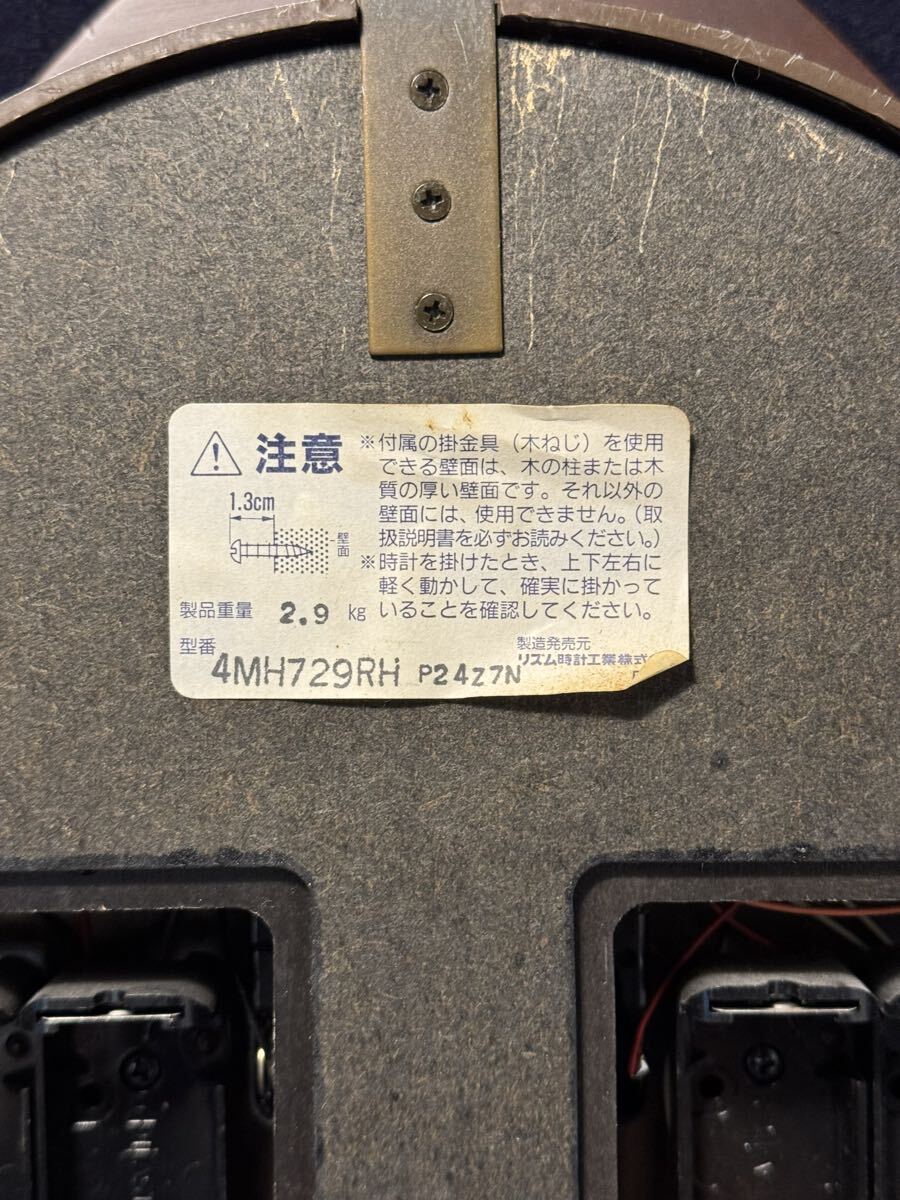 注意
※付属の掛金具（木ねじ）を使用
できる壁面は、木の柱または木
質の厚い壁面です。それ以外の
壁面には、使用できません。（取
扱説明書を必ずお読みください。）
※時計を掛けたとき、上下左右に
軽く動かして、確実に掛かって
いることを確認してください。
1.3cm
壁面
製品重量 2.9 kg
型番 4MH729RH P24Z7N
製造発売元
リズム時計工業株式